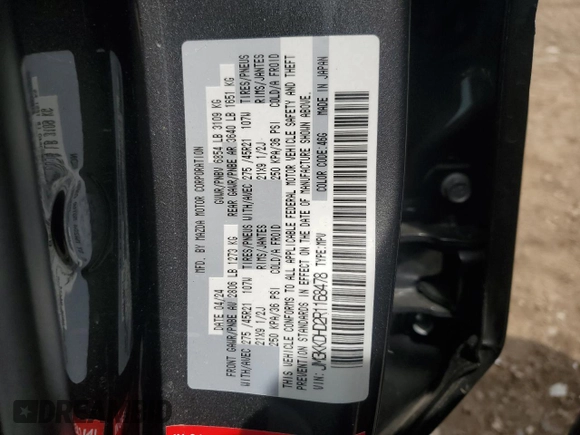 MFD. BY MAZDA MOTOR CORPORATION
DATE 04/24 GVWR/PNBV 6854 LB 3109 KG
FRONT GAWR/PNBE AV 2806 LB 1273 KG REAR GAWR/PNBE AR 3640 LB 1651 KG
WITH/AVEC 275 /45R21 107W TIRES/PNEUS WITH/AVEC 275 /45R21 107W TIRES/PNEUS
21X9 1/2J RIMS/JANTES 21X9 1/2J RIMS/JANTES
250 KPA/36 PSI COLD/A FROID 250 KPA/36 PSI COLD/A FROID
THIS VEHICLE CONFORMS TO ALL APPLICABLE FEDERAL MOTOR VEHICLE SAFETY AND THEFT
PREVENTION STANDARDS IN EFFECT ON THE DATE OF MANUFACTURE SHOWN ABOVE.
VIN: JM3KKDHD2R1168478 TYPE:MPV COLOR CODE:46G MADE IN JAPAN
bidhistory.org